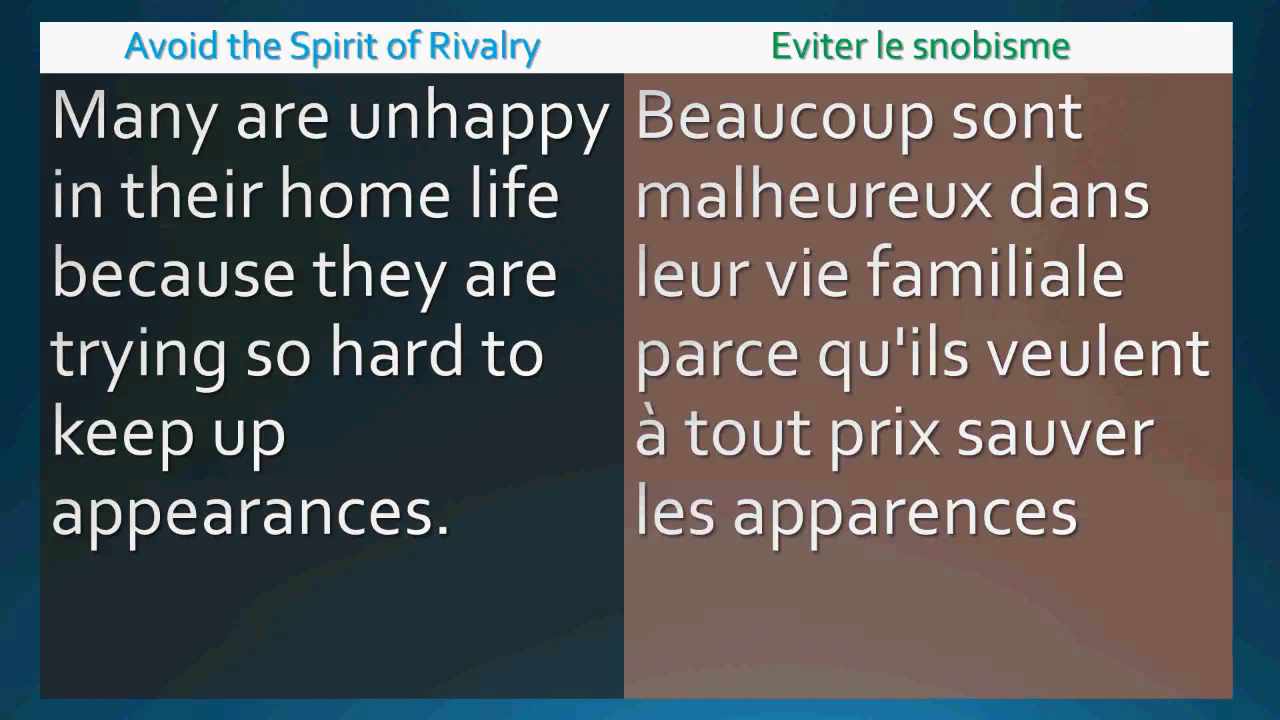 Avoid the Spirit of Rivalry
Many are unhappy
in their home life
because they are
trying so hard to
keep up
appearances.
Eviter le snobisme
Beaucoup sont
malheureux dans
leur vie familiale
parce qu'ils veulent
à tout prix sauver
les apparences